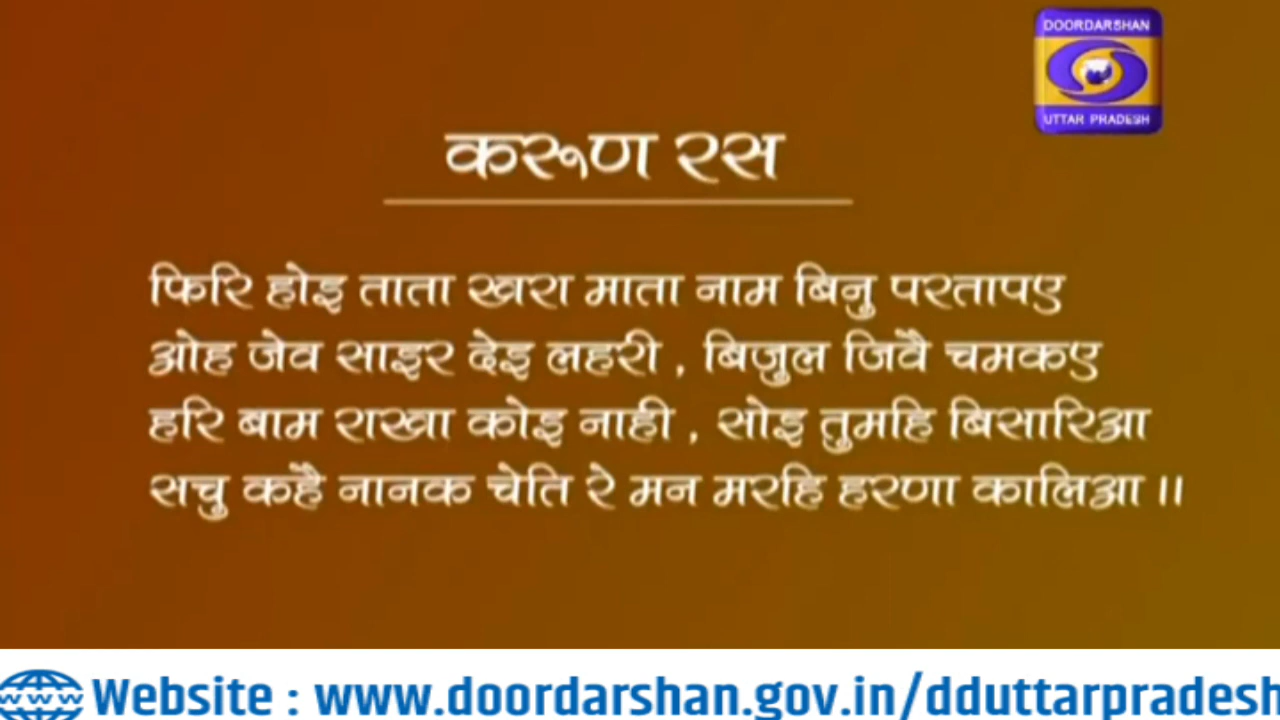 DOORDARSHAN
UTTAR PRADESH
करूण रस
फिरि होइ ताता खरा माता नाम बिनु परतापए
ओह जेव साइर देइ लहरी , बिजुल जिवै चमकए
हरि बाम राखा कोइ नाही , सोइ तुमहि बिसारिआ
सचु कहै नानक चेति रे मन मरहि हरणा कालिआ ।।
www Website : www.doordarshan.gov.in/dduttarpradesh